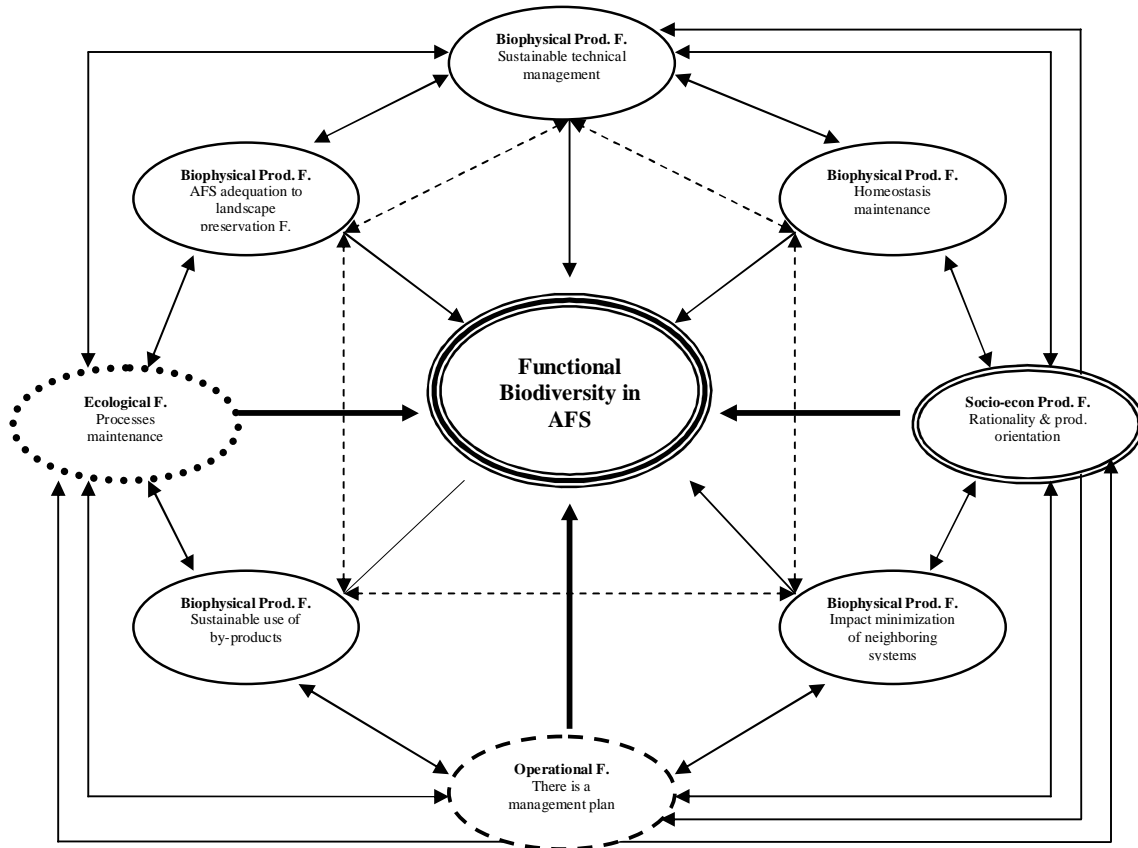 Biophysical Prod. F.
Sustainable technical
management
Biophysical Prod. F.
AFS adequation to
landscape
preservation F.
Biophysical Prod. F.
Homeostasis
maintenance
Functional
Biodiversity in
AFS
Ecological F.
Processes
maintenance
Socio-econ Prod. F.
Rationality & prod.
orientation
Biophysical Prod. F.
Sustainable use of
by-products
Biophysical Prod. F.
Impact minimization
of neighboring
systems
Operational F.
There is a
management plan